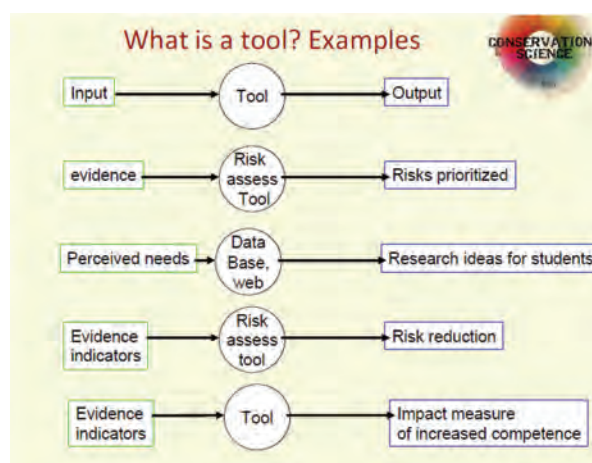 What is a tool? Examples
CONSERVATION
SCIENCE
Input
Tool
Output
evidence
Risk
assess
Tool
Risks prioritized
Perceived needs
Data
Base,
web
Research ideas for students
Evidence
indicators
Risk
assess
tool
Risk reduction
Evidence
indicators
Tool
Impact measure
of increased competence